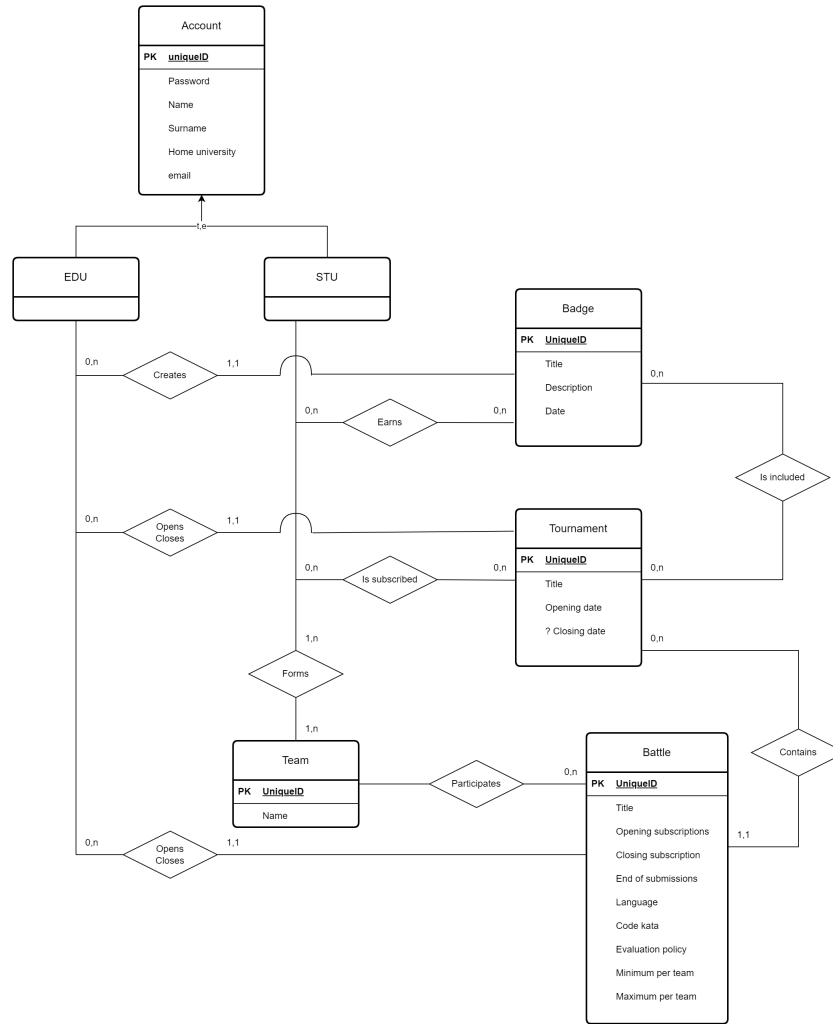 Account
PK uniqueID
Password
Name
Surname
Home university
email
t,e
EDU
STU
Badge
PK UniqueID
Title
Description
Date
0,n
Creates
1,1
0,n
Earns
0,n
0,n
Is included
0,n
Opens
Closes
1,1
Tournament
PK UniqueID
Title
Opening date
? Closing date
0,n
Is subscribed
0,n
0,n
0,n
1,n
Forms
1,n
Team
PK UniqueID
Name
Participates
0,n
Contains
1,1
Battle
PK UniqueID
Title
Opening subscriptions
Closing subscription
End of submissions
Language
Code kata
Evaluation policy
Minimum per team
Maximum per team
0,n
Opens
Closes
1,1